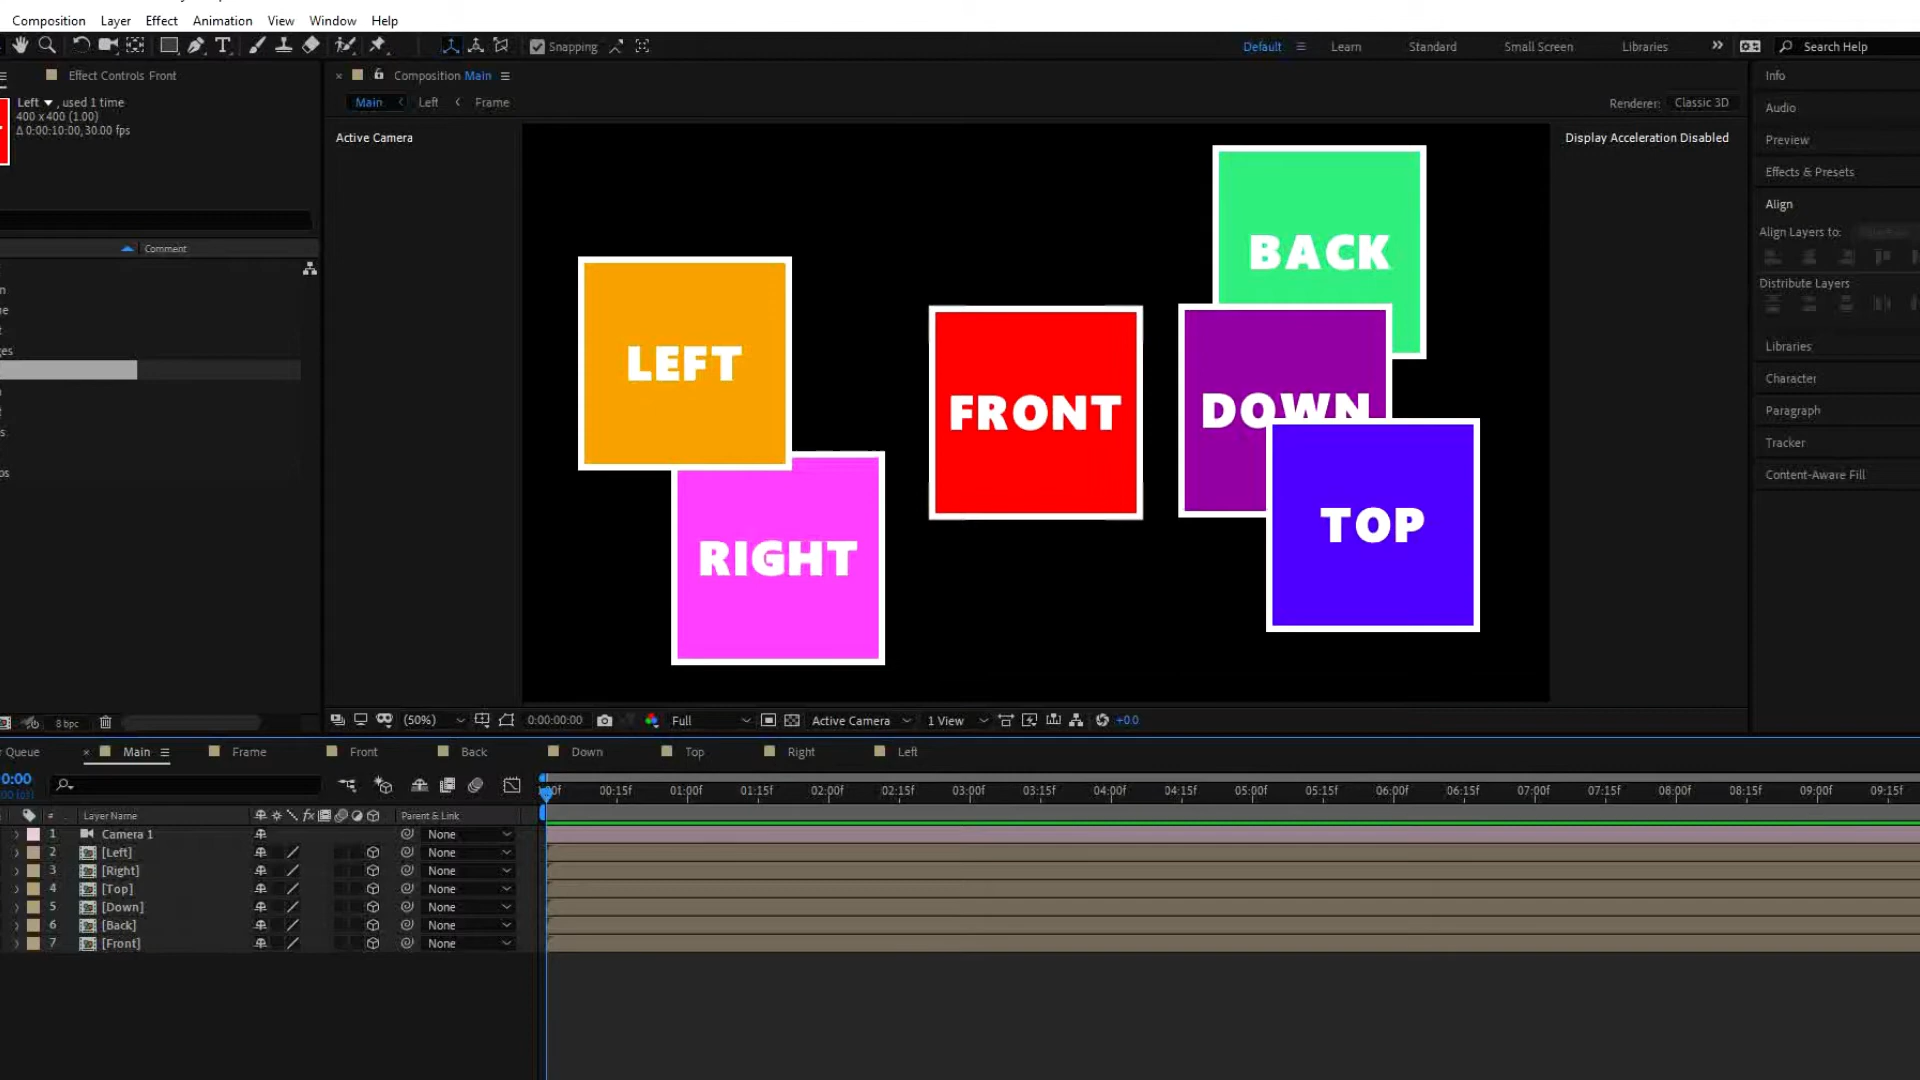 Composition Layer Effect Animation View Window Help
Snapping
Default Learn Standard Small Screen Libraries Search Help
Effect Controls Front
Composition Main
Info
Left , used 1 time
400 x 400 (1.00)
Δ 0:00:10:00, 30.00 fps
Main Left Frame
Renderer: Classic 3D
Audio
Active Camera
Display Acceleration Disabled
Preview
Effects & Presets
Align
Align Layers to:
Comment
Distribute Layers
BACK
LEFT
FRONT
DOWN
TOP
RIGHT
Libraries
Character
Paragraph
Tracker
Content-Aware Fill
8 bpc
(50%) 0:00:00:00 Full Active Camera 1 View +0.0
Queue Main Frame Front Back Down Top Right Left
0:00
00:15f 01:00f 01:15f 02:00f 02:15f 03:00f 03:15f 04:00f 04:15f 05:00f 05:15f 06:00f 06:15f 07:00f 07:15f 08:00f 08:15f 09:00f 09:15f
# Layer Name fx Parent & Link
1 Camera 1 None
2 [Left] None
3 [Right] None
4 [Top] None
5 [Down] None
6 [Back] None
7 [Front] None